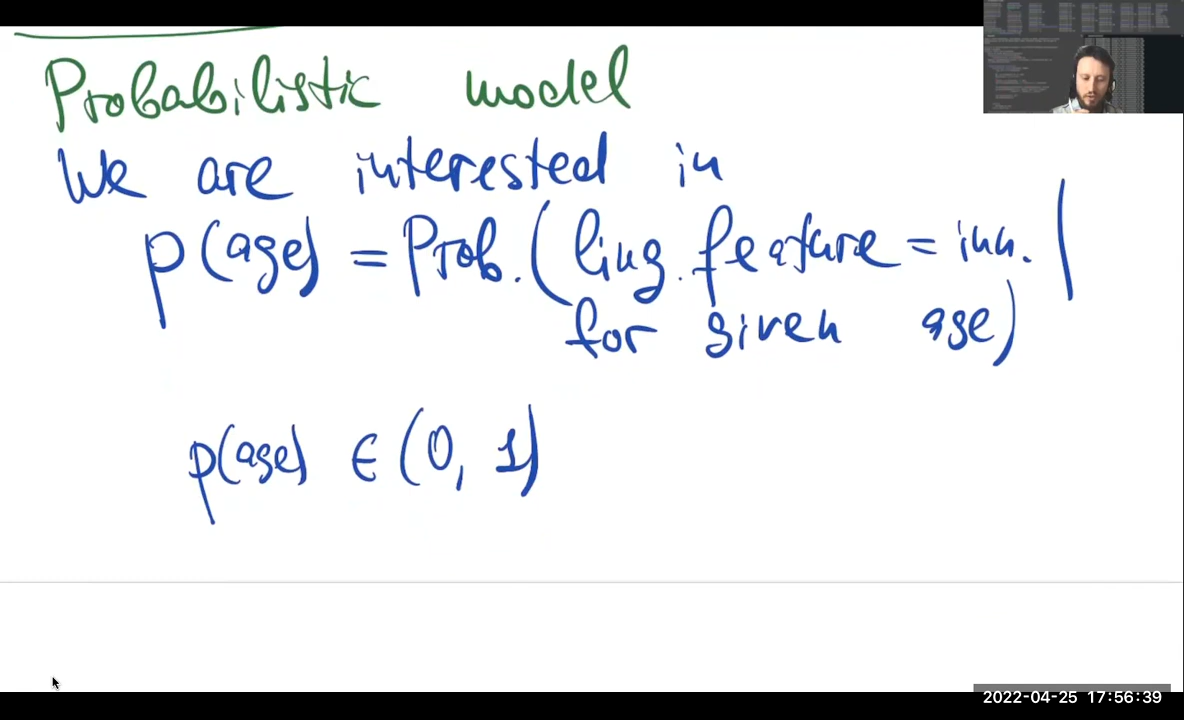 Probabilistic model
We are interested in
p(age) = Prob. (ling. feature = inn. |
for given age)
p(age) ∈ (0, 1)
2022-04-25 17:56:39